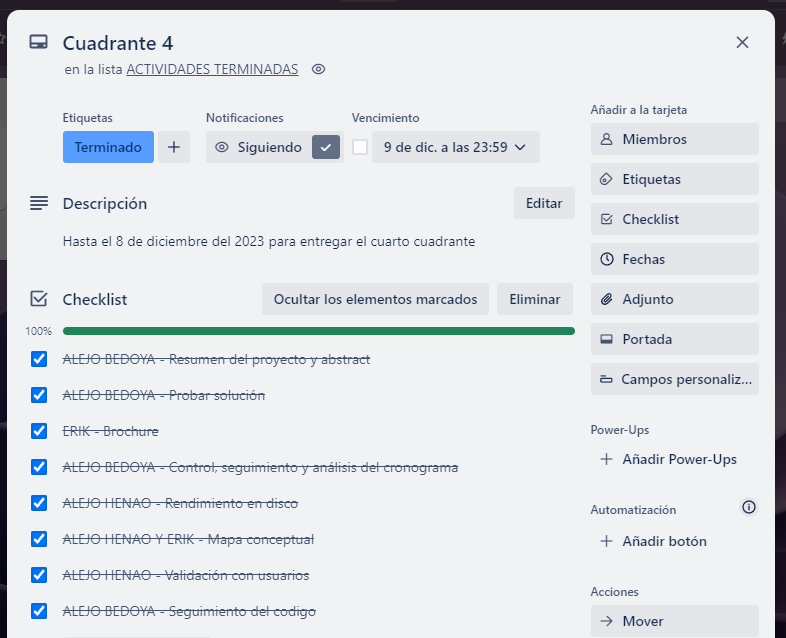 Cuadrante 4
en la lista ACTIVIDADES TERMINADAS
Etiquetas
Notificaciones
Vencimiento
Terminado
Siguiendo
9 de dic. a las 23:59
Descripción
Editar
Hasta el 8 de diciembre del 2023 para entregar el cuarto cuadrante
Checklist
Ocultar los elementos marcados
Eliminar
100%
ALEJO BEDOYA - Resumen del proyecto y abstract
ALEJO BEDOYA - Probar solución
ERIK - Brochure
ALEJO BEDOYA - Control, seguimiento y análisis del cronograma
ALEJO HENAO - Rendimiento en disco
ALEJO HENAO Y ERIK - Mapa conceptual
ALEJO HENAO - Validación con usuarios
ALEJO BEDOYA - Seguimiento del codigo
Añadir a la tarjeta
Miembros
Etiquetas
Checklist
Fechas
Adjunto
Portada
Campos personaliz...
Power-Ups
+ Añadir Power-Ups
Automatización
+ Añadir botón
Acciones
→ Mover